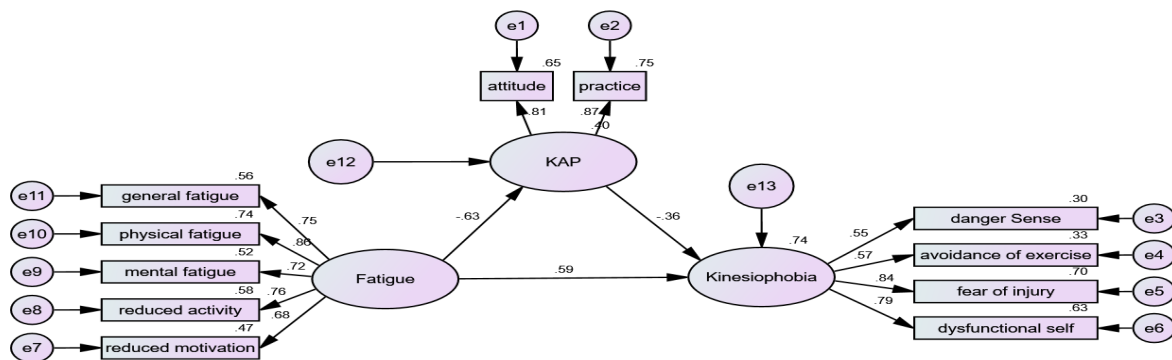 e1
e2
.65
.75
attitude
practice
.81
.87
.40
e12
KAP
e13
.56
e11
general fatigue
.75
-.63
-.36
.30
.74
e10
physical fatigue
.86
.74
.55
danger Sense
e3
.33
.52
.57
avoidance of exercise
e4
e9
mental fatigue
.72
Fatigue
.59
Kinesiophobia
.70
.58
.76
.84
fear of injury
e5
e8
reduced activity
.68
.79
.63
.47
dysfunctional self
e6
e7
reduced motivation